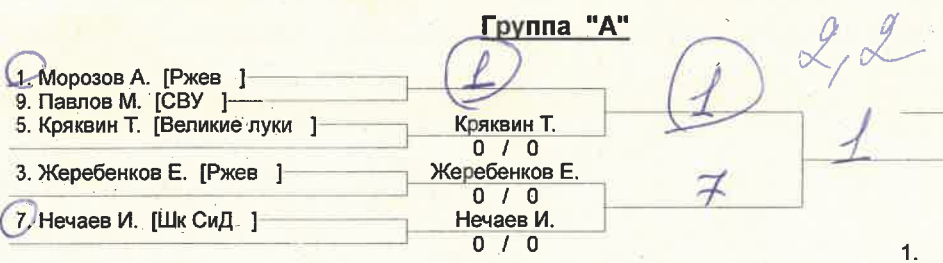 Группа "А"
2,2
1. Морозов А. [Ржев ]
1
1
9. Павлов М. [СВУ ]
5. Кряквин Т. [Великие луки ]
Кряквин Т.
0 / 0
1
3. Жеребенков Е. [Ржев ]
Жеребенков Е.
0 / 0
7
7. Нечаев И. [Шк СиД ]
Нечаев И.
0 / 0
1.